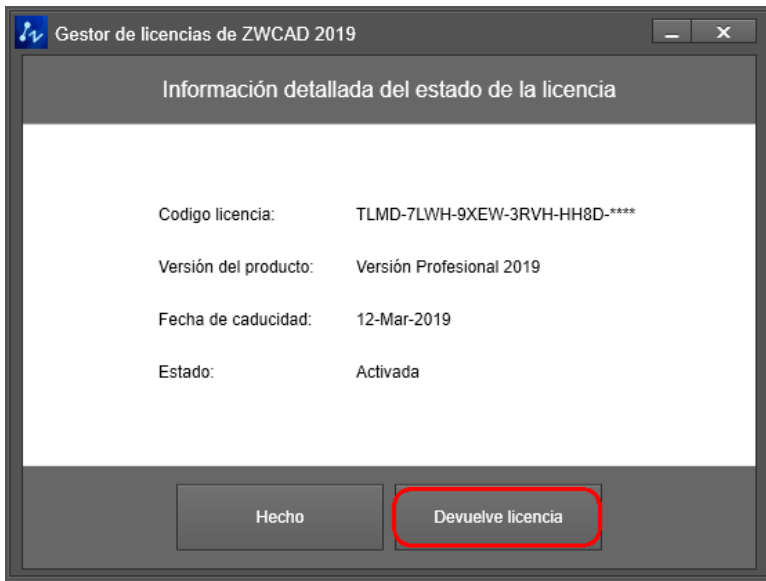 Gestor de licencias de ZWCAD 2019
Información detallada del estado de la licencia
Codigo licencia: TLMD-7LWH-9XEW-3RVH-HH8D-****
Versión del producto: Versión Profesional 2019
Fecha de caducidad: 12-Mar-2019
Estado: Activada
Hecho Devuelve licencia